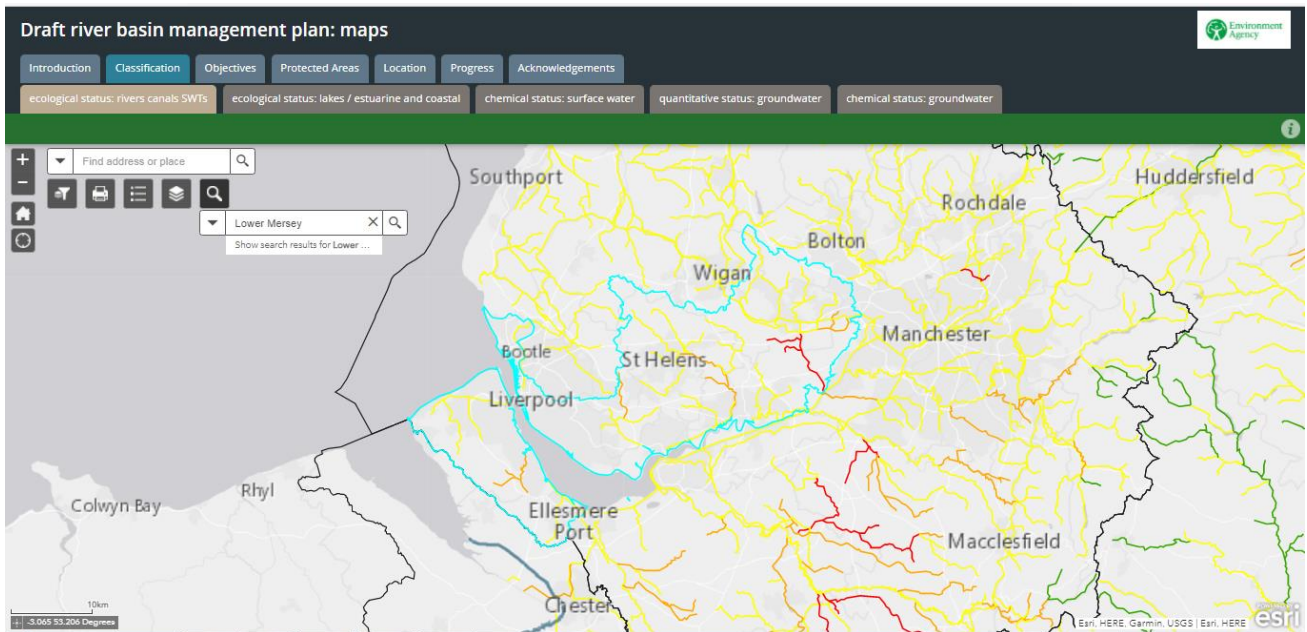 Draft river basin management plan: maps
Environment
Agency
Introduction
Classification
Objectives
Protected Areas
Location
Progress
Acknowledgements
ecological status: rivers canals SWTs
ecological status: lakes / estuarine and coastal
chemical status: surface water
quantitative status: groundwater
chemical status: groundwater
i
+
Find address or place
−
Lower Mersey
Show search results for Lower ...
Southport
Huddersfield
Rochdale
Bolton
Wigan
Manchester
Bootle
St Helens
Liverpool
Rhyl
Colwyn Bay
Ellesmere
Port
Macclesfield
Chester
10km
-3.065 53.206 Degrees
Esri, HERE, Garmin, USGS | Esri, HERE
esri